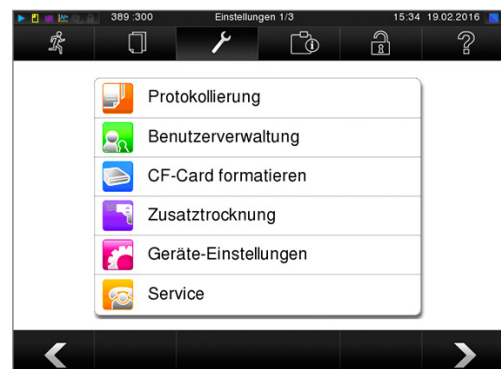 389 :300 Einstellungen 1/3 15:34 19.02.2016
?
Protokollierung
Benutzerverwaltung
CF-Card formatieren
Zusatztrocknung
Geräte-Einstellungen
Service